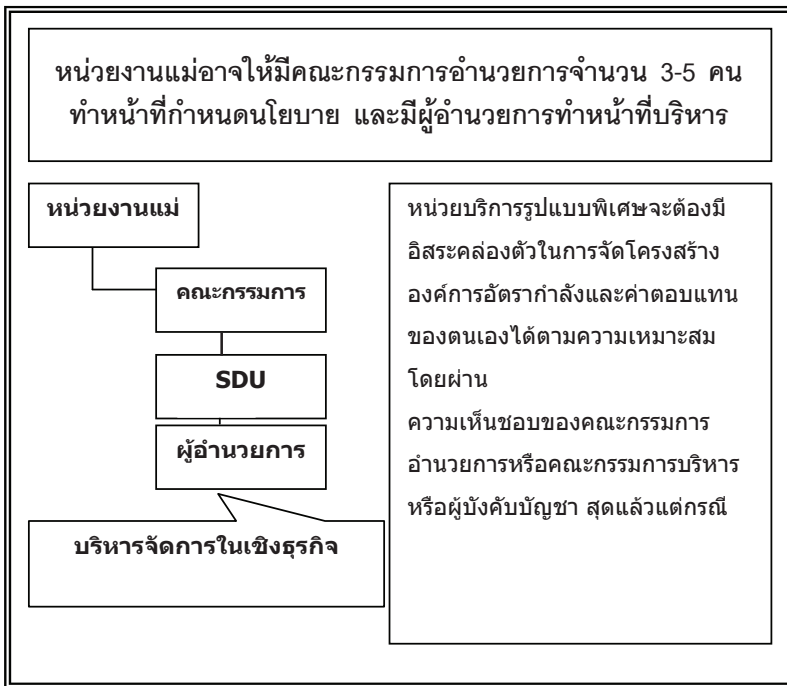 หน่วยงานแม่อาจให้มีคณะกรรมการอำนวยการจำนวน 3-5 คน
ทำหน้าที่กำหนดนโยบาย และมีผู้อำนวยการทำหน้าที่บริหาร
หน่วยงานแม่
คณะกรรมการ
SDU
ผู้อำนวยการ
บริหารจัดการในเชิงธุรกิจ
หน่วยบริการรูปแบบพิเศษจะต้องมี
อิสระคล่องตัวในการจัดโครงสร้าง
องค์การอัตรากำลังและค่าตอบแทน
ของตนเองได้ตามความเหมาะสม
โดยผ่าน
ความเห็นชอบของคณะกรรมการ
อำนวยการหรือคณะกรรมการบริหาร
หรือผู้บังคับบัญชา สุดแล้วแต่กรณี